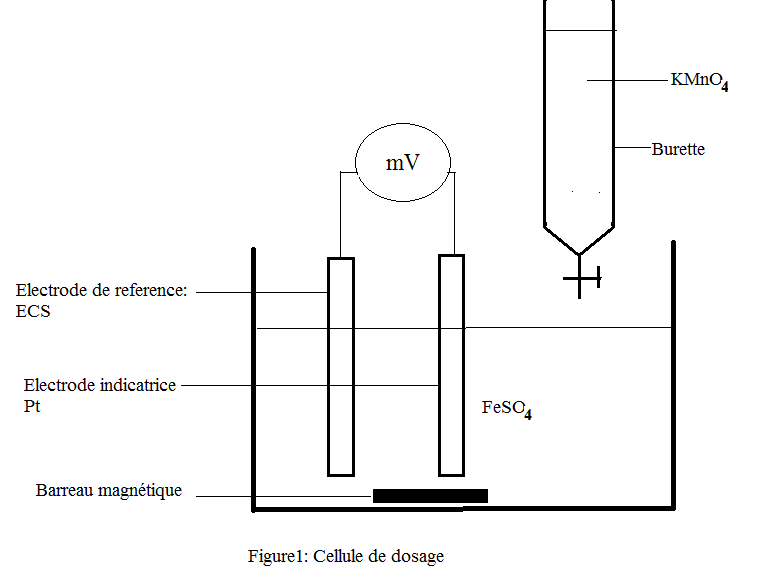 KMnO4
Burette
mV
Electrode de reference:
ECS
Electrode indicatrice
Pt
FeSO4
Barreau magnétique
Figure1: Cellule de dosage